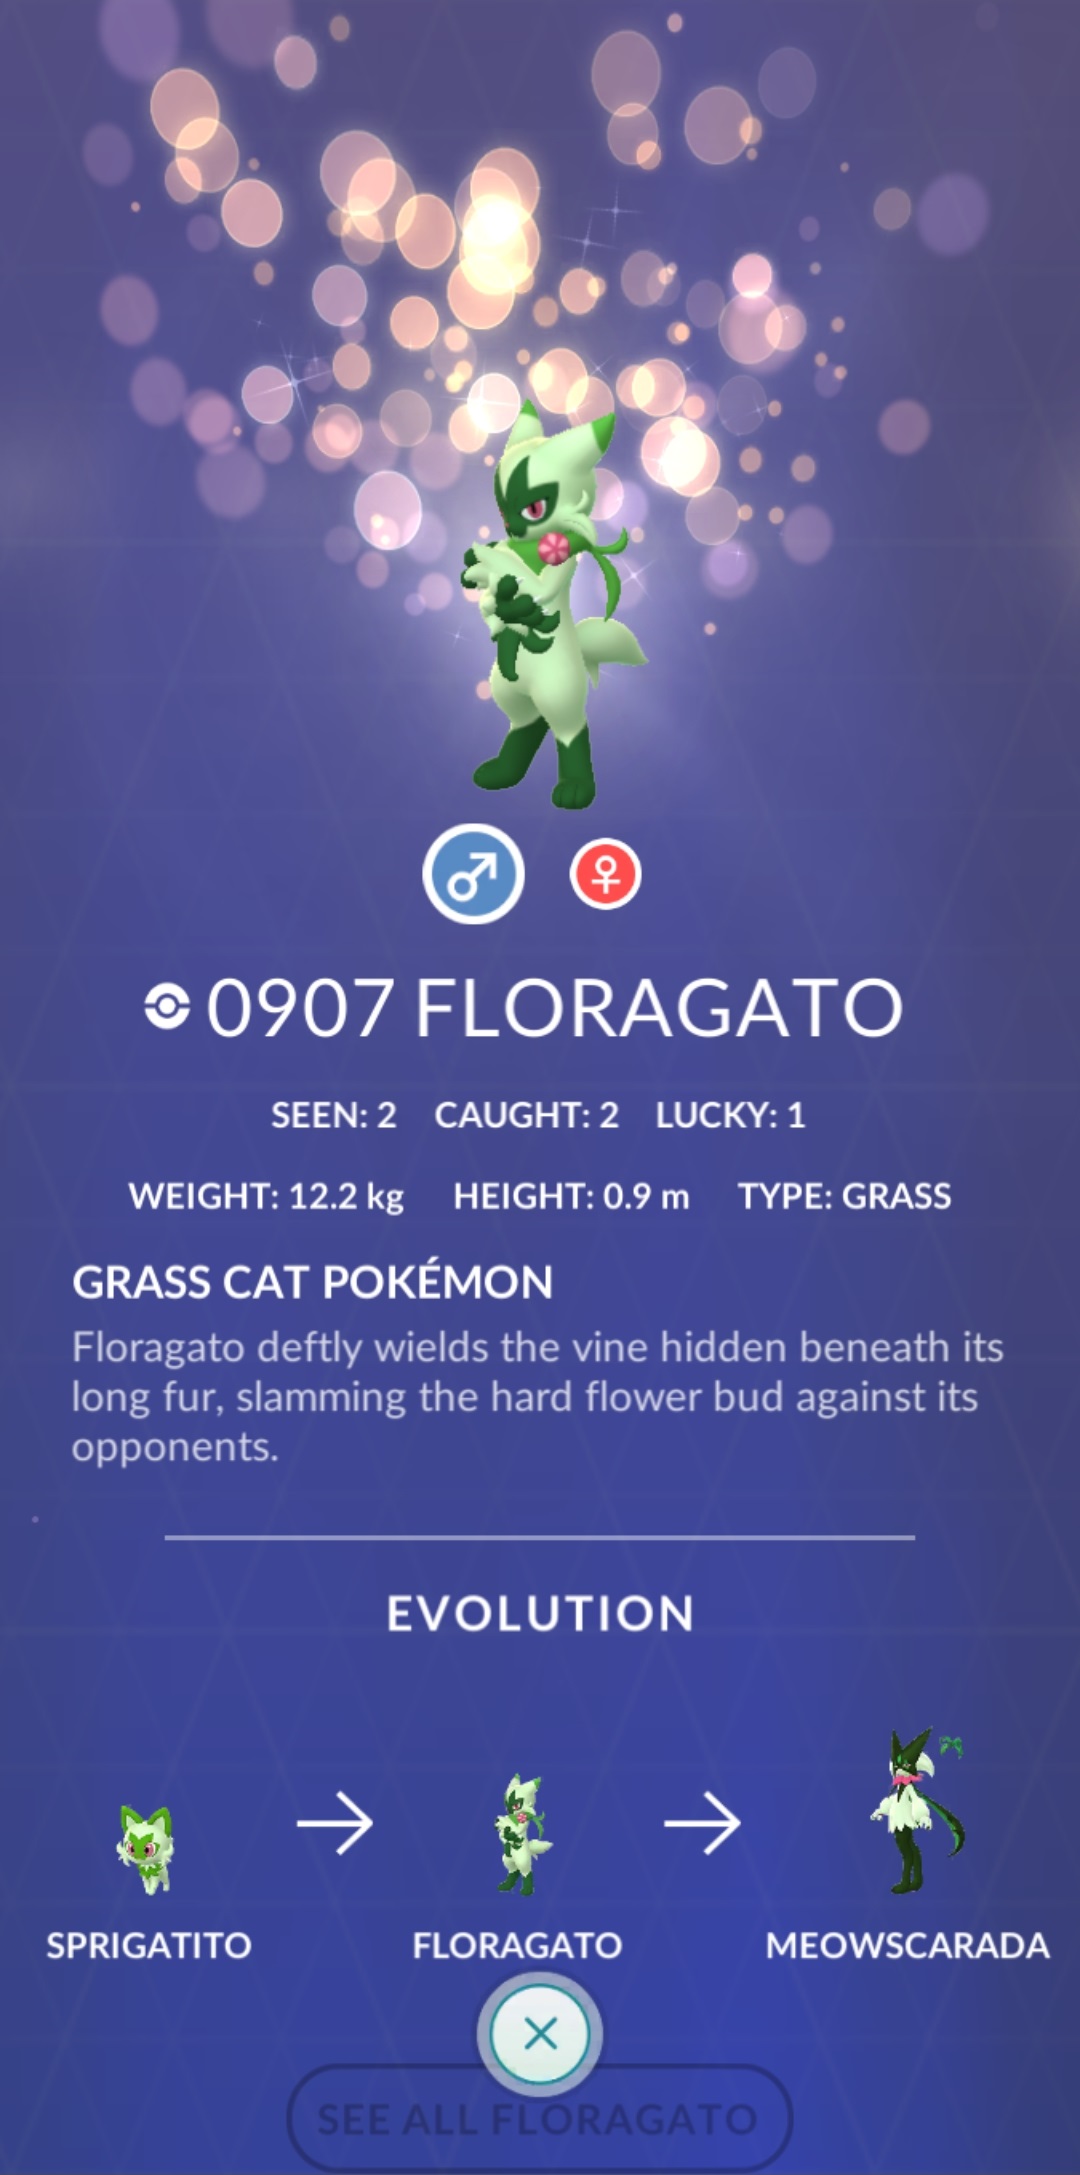 0907 FLORAGATO
SEEN: 2 CAUGHT: 2 LUCKY: 1
WEIGHT: 12.2 kg HEIGHT: 0.9 m TYPE: GRASS
GRASS CAT POKÉMON
Floragato deftly wields the vine hidden beneath its
long fur, slamming the hard flower bud against its
opponents.
EVOLUTION
SPRIGATITO FLORAGATO MEOWSCARADA
SEE ALL FLORAGATO